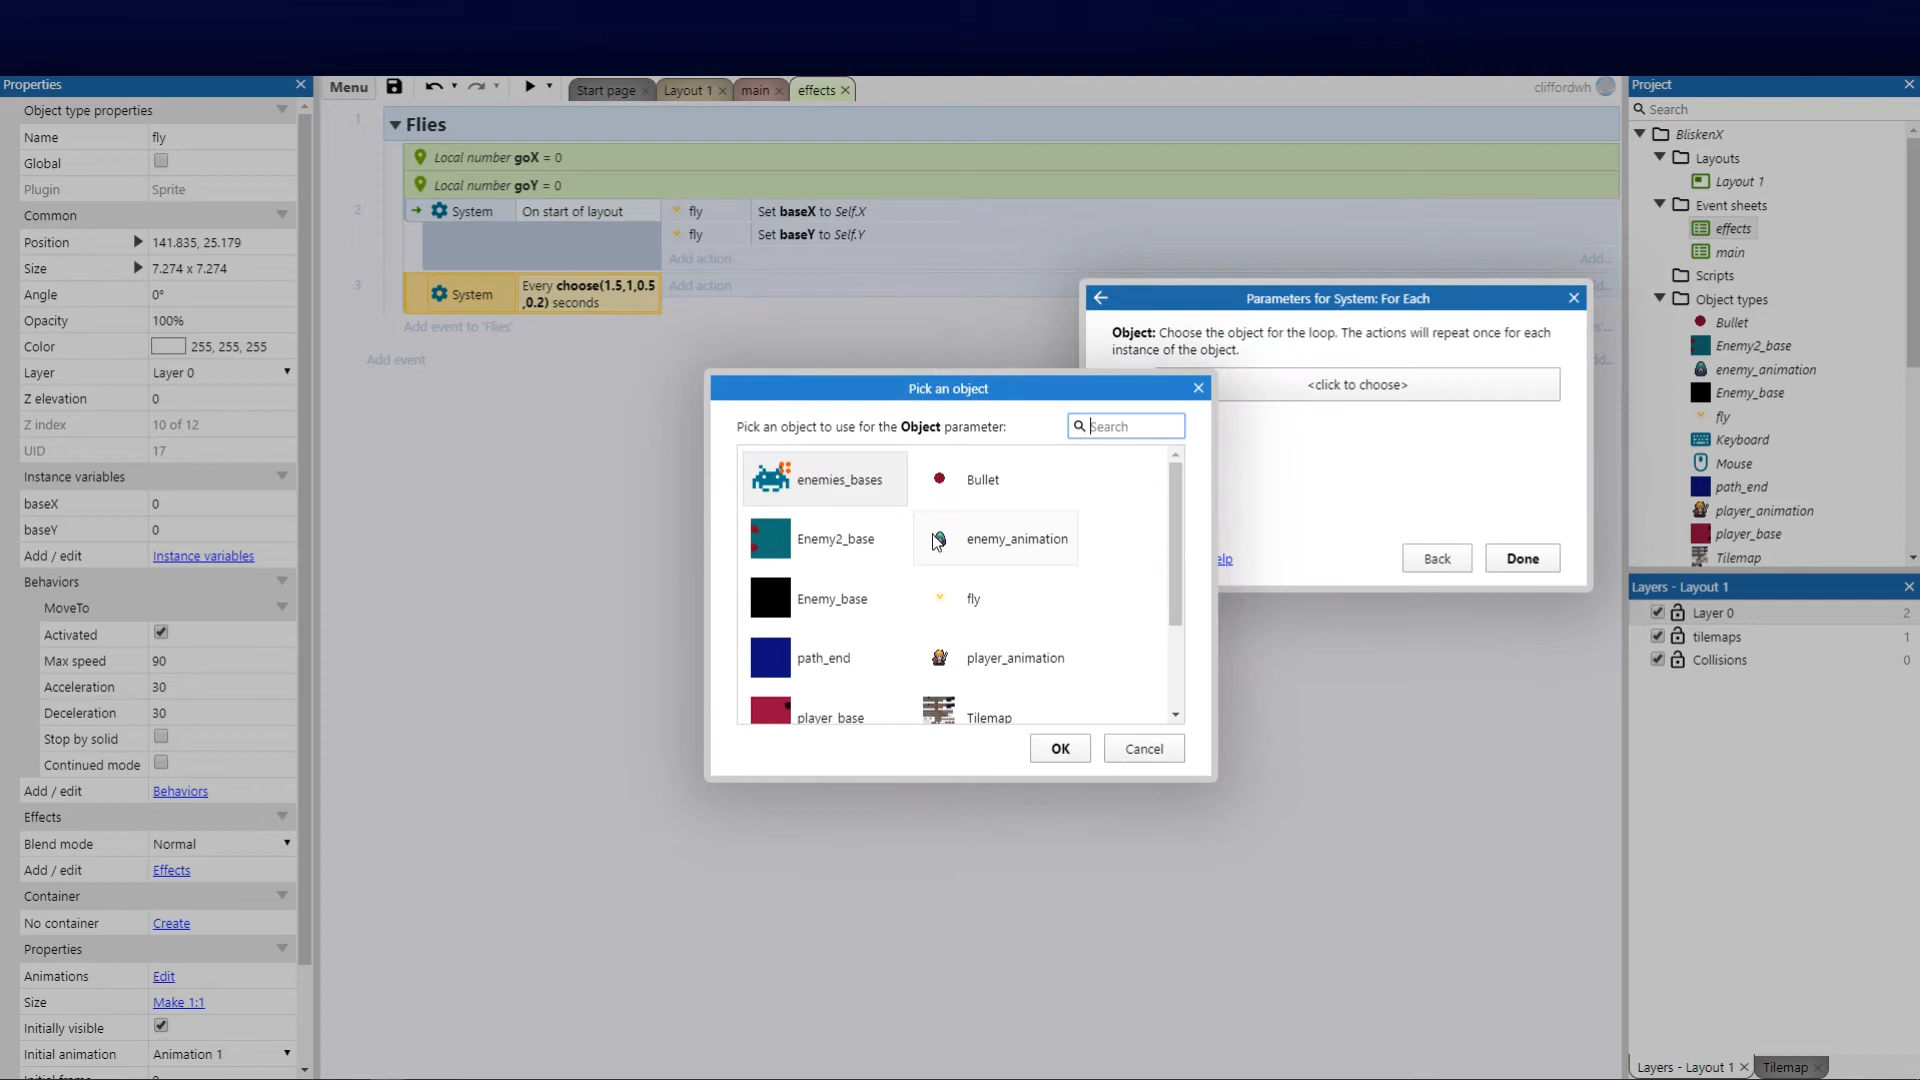 Properties
Object type properties
Name fly
Global
Plugin Sprite
Common
Position 141.835, 25.179
Size 7.274 x 7.274
Angle 0°
Opacity 100%
Color 255, 255, 255
Layer Layer 0
Z elevation 0
Z index 10 of 12
UID 17
Instance variables
baseX 0
baseY 0
Add / edit Instance variables
Behaviors
MoveTo
Activated
Max speed 90
Acceleration 30
Deceleration 30
Stop by solid
Continued mode
Add / edit Behaviors
Effects
Blend mode Normal
Add / edit Effects
Container
No container Create
Properties
Animations Edit
Size Make 1:1
Initially visible
Initial animation Animation 1
Menu
Start page
Layout 1
main
effects
cliffordwh
1 Flies
Local number goX = 0
Local number goY = 0
2 System On start of layout fly Set baseX to Self.X
fly Set baseY to Self.Y
Add action Add...
3 System Every choose(1.5,1,0.5
,0.2) seconds
Add action
Add event to 'Flies'
Add event
Parameters for System: For Each
Object: Choose the object for the loop. The actions will repeat once for each
instance of the object.
<click to choose>
elp
Back
Done
Pick an object
Pick an object to use for the Object parameter:
Search
enemies_bases Bullet
Enemy2_base enemy_animation
Enemy_base fly
path_end player_animation
player_base Tilemap
OK
Cancel
Project
Search
BliskenX
Layouts
Layout 1
Event sheets
effects
main
Scripts
Object types
Bullet
Enemy2_base
enemy_animation
Enemy_base
fly
Keyboard
Mouse
path_end
player_animation
player_base
Tilemap
Layers - Layout 1
Layer 0 2
tilemaps 1
Collisions 0
Layers - Layout 1
Tilemap